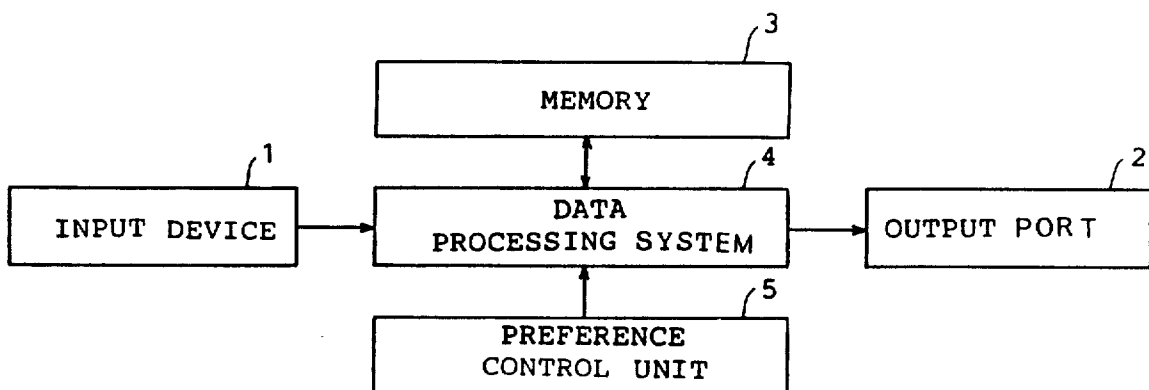 3
MEMORY
1
INPUT DEVICE
4
DATA
PROCESSING SYSTEM
2
OUTPUT PORT
5
PREFERENCE
CONTROL UNIT